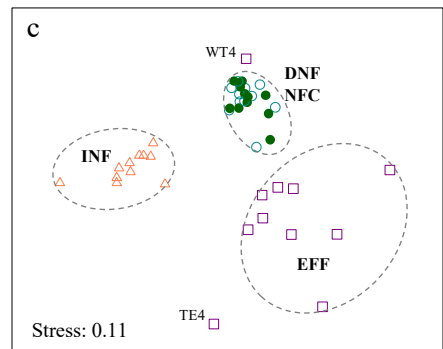 c
WT4
DNF
NFC
INF
EFF
TE4
Stress: 0.11